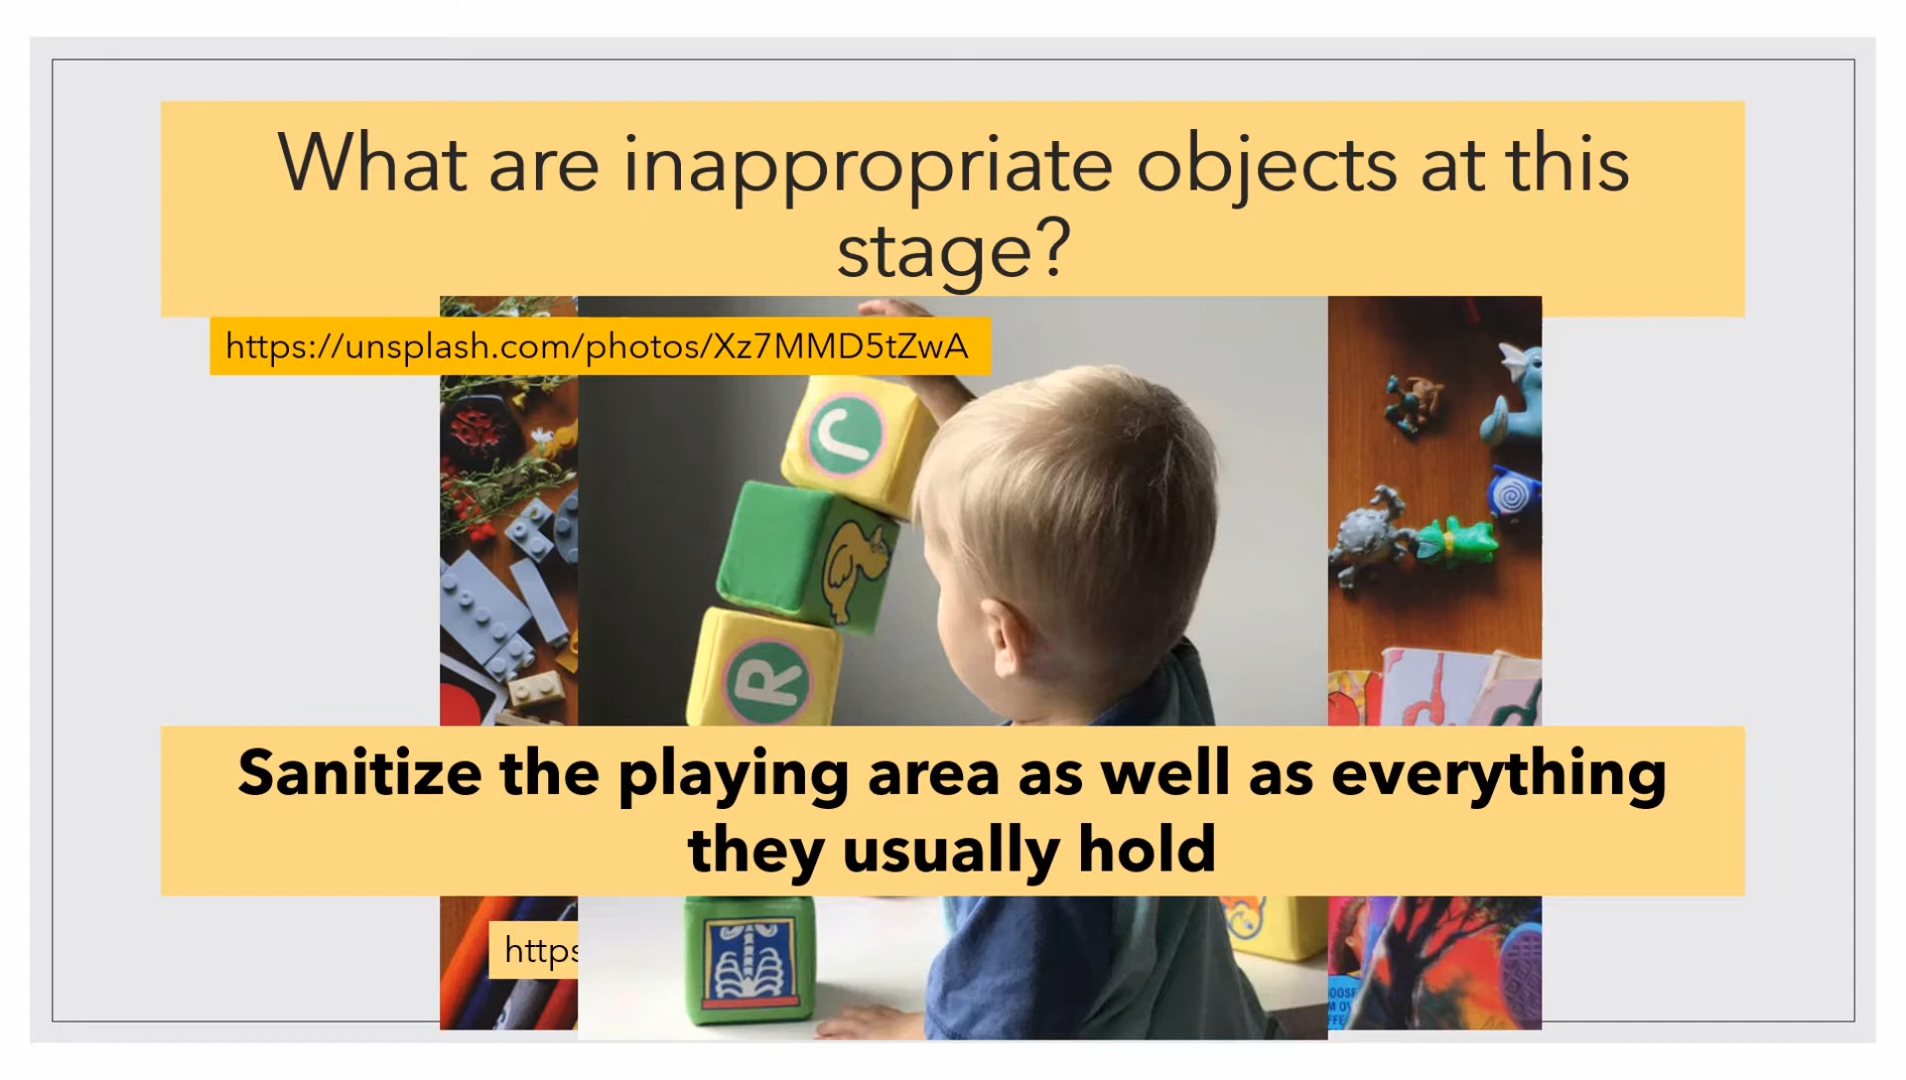 What are inappropriate objects at this
stage?
https://unsplash.com/photos/Xz7MMD5tZwA
J
R
Sanitize the playing area as well as everything
they usually hold
https